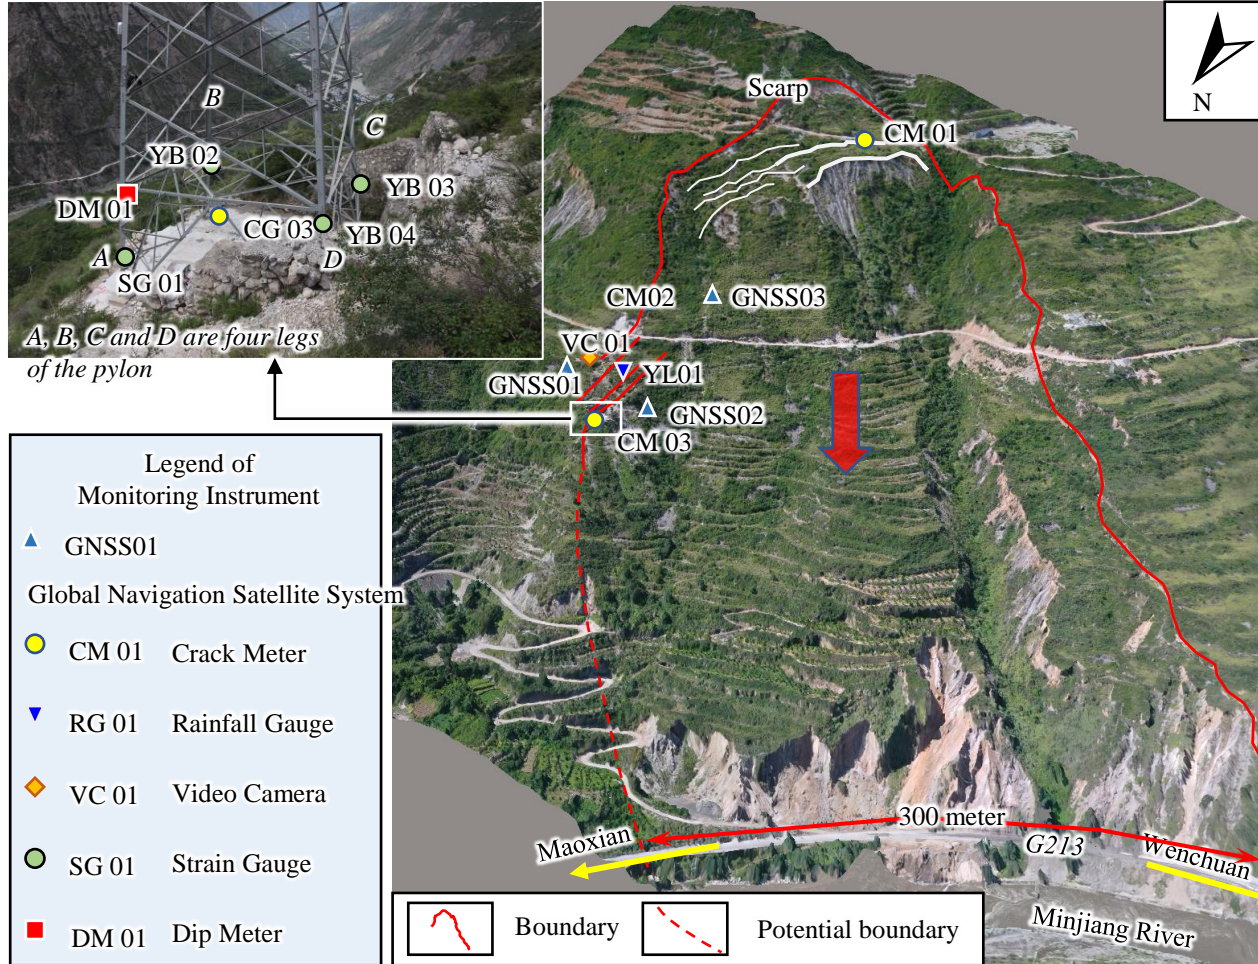 B
C
YB 02
YB 03
DM 01
CG 03
YB 04
A
D
SG 01
A, B, C and D are four legs
of the pylon
N
Scarp
CM 01
CM02
GNSS03
VC 01
GNSS01
YL01
GNSS02
CM 03
Legend of
Monitoring Instrument
GNSS01
Global Navigation Satellite System
CM 01 Crack Meter
RG 01 Rainfall Gauge
VC 01 Video Camera
SG 01 Strain Gauge
DM 01 Dip Meter
300 meter
Maoxian
G213
Wenchuan
Minjiang River
Boundary
Potential boundary